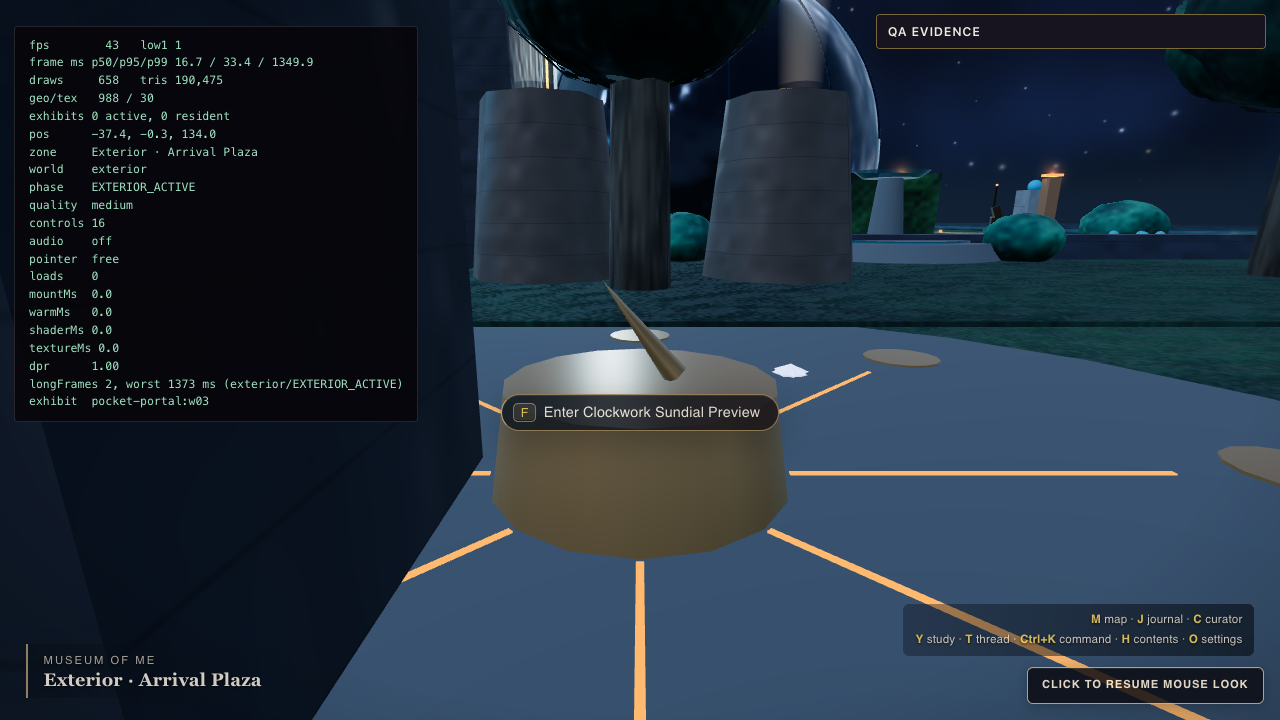 fps 43 low1 1
frame ms p50/p95/p99 16.7 / 33.4 / 1349.9
draws 658 tris 190,475
geo/tex 988 / 30
exhibits 0 active, 0 resident
pos −37.4, −0.3, 134.0
zone Exterior · Arrival Plaza
world exterior
phase EXTERIOR_ACTIVE
quality medium
controls 16
audio off
pointer free
loads 0
mountMs 0.0
warmMs 0.0
shaderMs 0.0
textureMs 0.0
dpr 1.00
longFrames 2, worst 1373 ms (exterior/EXTERIOR_ACTIVE)
exhibit pocket-portal:w03
QA EVIDENCE
F Enter Clockwork Sundial Preview
M map · J journal · C curator
Y study · T thread · Ctrl+K command · H contents · O settings
CLICK TO RESUME MOUSE LOOK
MUSEUM OF ME
Exterior · Arrival Plaza